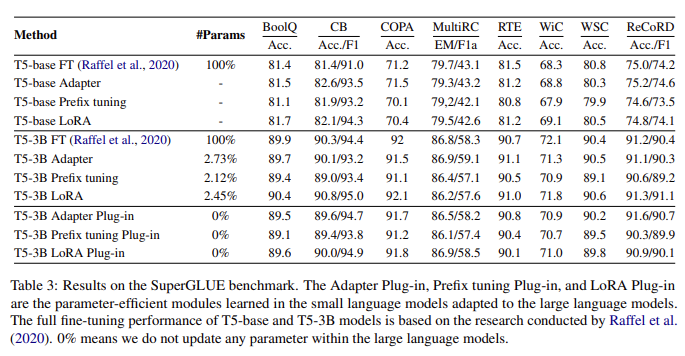 Method #Params BoolQ CB COPA MultiRC RTE WiC WSC ReCoRD
Acc. Acc./F1 Acc. EM/F1a Acc. Acc. Acc. Acc./F1
T5-base FT (Raffel et al., 2020) 100% 81.4 81.4/91.0 71.2 79.7/43.1 81.5 68.3 80.8 75.0/74.2
T5-base Adapter - 81.5 82.6/93.5 71.5 79.3/43.2 81.2 68.8 80.3 75.2/74.6
T5-base Prefix tuning - 81.1 81.9/93.2 70.1 79.2/42.1 80.8 67.9 79.9 74.6/73.5
T5-base LoRA - 81.7 82.1/94.3 70.4 79.5/42.6 81.2 69.1 80.5 74.8/74.1
T5-3B FT (Raffel et al., 2020) 100% 89.9 90.3/94.4 92 86.8/58.3 90.7 72.1 90.4 91.2/90.4
T5-3B Adapter 2.73% 89.7 90.1/93.2 91.5 86.9/59.1 91.1 71.3 90.5 91.1/90.3
T5-3B Prefix tuning 2.12% 89.4 89.0/93.4 91.1 86.4/57.1 90.5 70.9 89.1 90.6/89.2
T5-3B LoRA 2.45% 90.4 90.8/95.0 92.1 86.2/57.6 91.0 71.8 90.6 91.3/91.1
T5-3B Adapter Plug-in 0% 89.5 89.6/94.7 91.7 86.5/58.2 90.8 70.9 90.2 91.6/90.7
T5-3B Prefix tuning Plug-in 0% 89.1 89.4/93.8 91.2 86.1/57.4 90.4 70.7 89.5 90.3/89.9
T5-3B LoRA Plug-in 0% 89.6 90.0/94.9 91.8 86.9/58.5 90.1 71.0 89.8 90.9/90.1
Table 3: Results on the SuperGLUE benchmark. The Adapter Plug-in, Prefix tuning Plug-in, and LoRA Plug-in
are the parameter-efficient modules learned in the small language models adapted to the large language models.
The full fine-tuning performance of T5-base and T5-3B models is based on the research conducted by Raffel et al.
(2020). 0% means we do not update any parameter within the large language models.